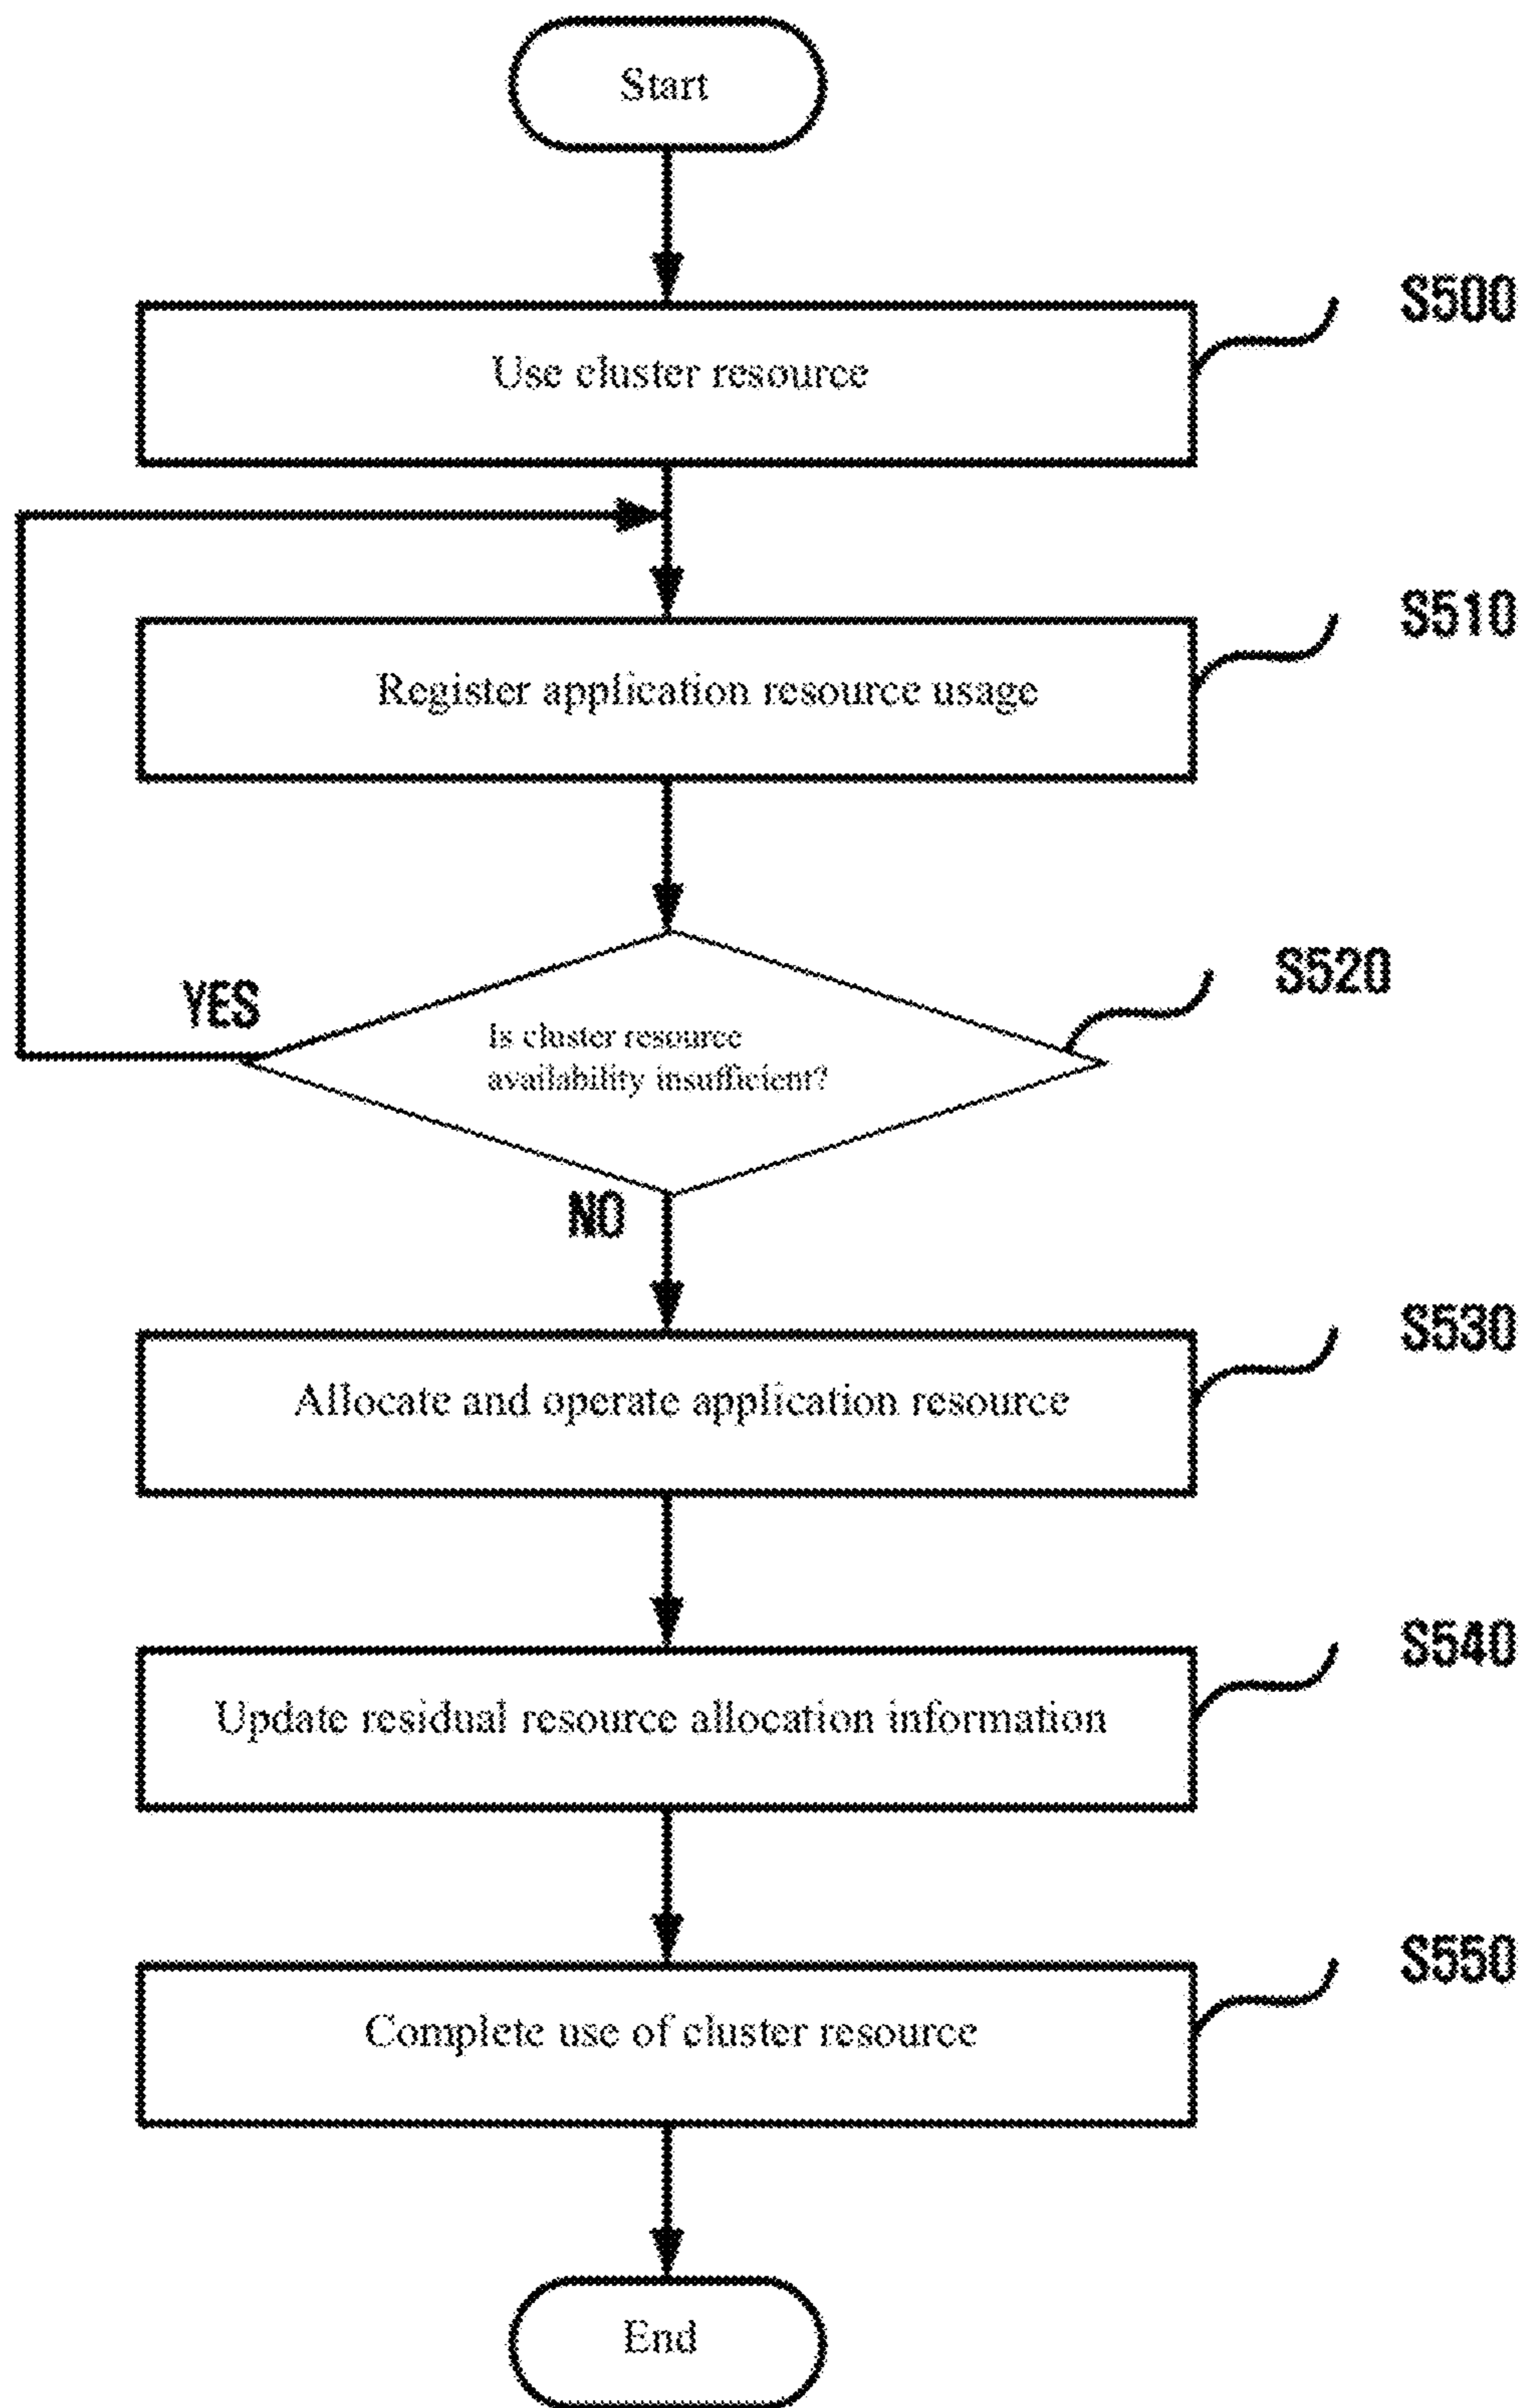 Start
S500
Use cluster resource
S510
Register application resource usage
S520
YES
Is cluster resource
availability insufficient?
NO
S530
Allocate and operate application resource
S540
Update residual resource allocation information
S550
Complete use of cluster resource
End